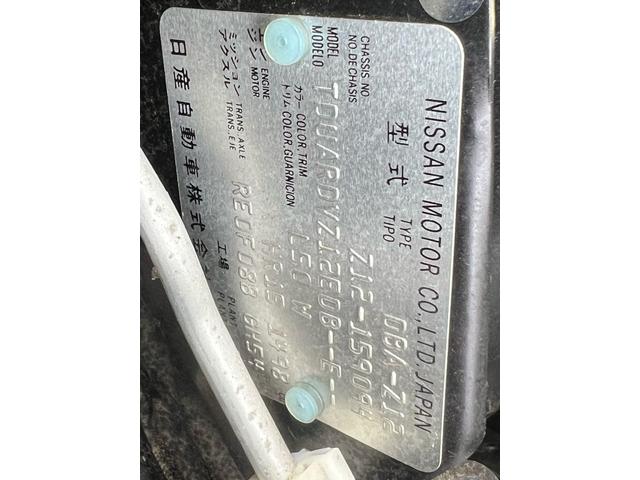 NISSAN MOTOR CO.,LTD.JAPAN
型式 TYPE TIPO DBA-Z12
CHASSIS NO. NO.DE CHASIS Z12-159094
MODEL MODELO TDUARDYZ12EDB--E--
カラー COLOR,TRIM
トリム COLOR,GUARNICION L50 M
エンジン ENGINE MOTOR HR15 1498
ミッション アクスル TRANS.,AXLE TRANS.,EJE RE0F08B GH54
工場 PLANT
日産自動車株式会